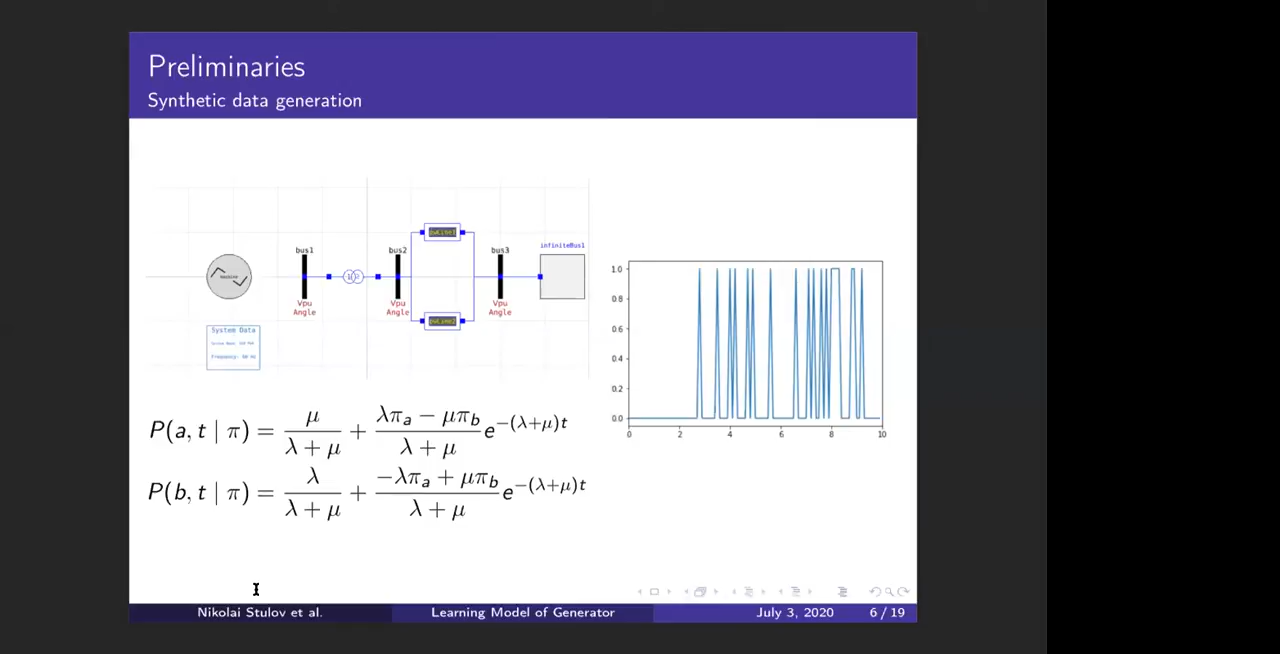 Preliminaries
Synthetic data generation
bus1
bus2
bus3
infiniteBus1
Vpu
Angle
Vpu
Angle
Vpu
Angle
System Data
P(a, t | π) = μ/(λ + μ) + (λπ_a − μπ_b)/(λ + μ) e^{−(λ+μ)t}
P(b, t | π) = λ/(λ + μ) + (−λπ_a + μπ_b)/(λ + μ) e^{−(λ+μ)t}
1.0
0.8
0.6
0.4
0.2
0.0
0 2 4 6 8 10
Nikolai Stulov et al. Learning Model of Generator July 3, 2020 6 / 19